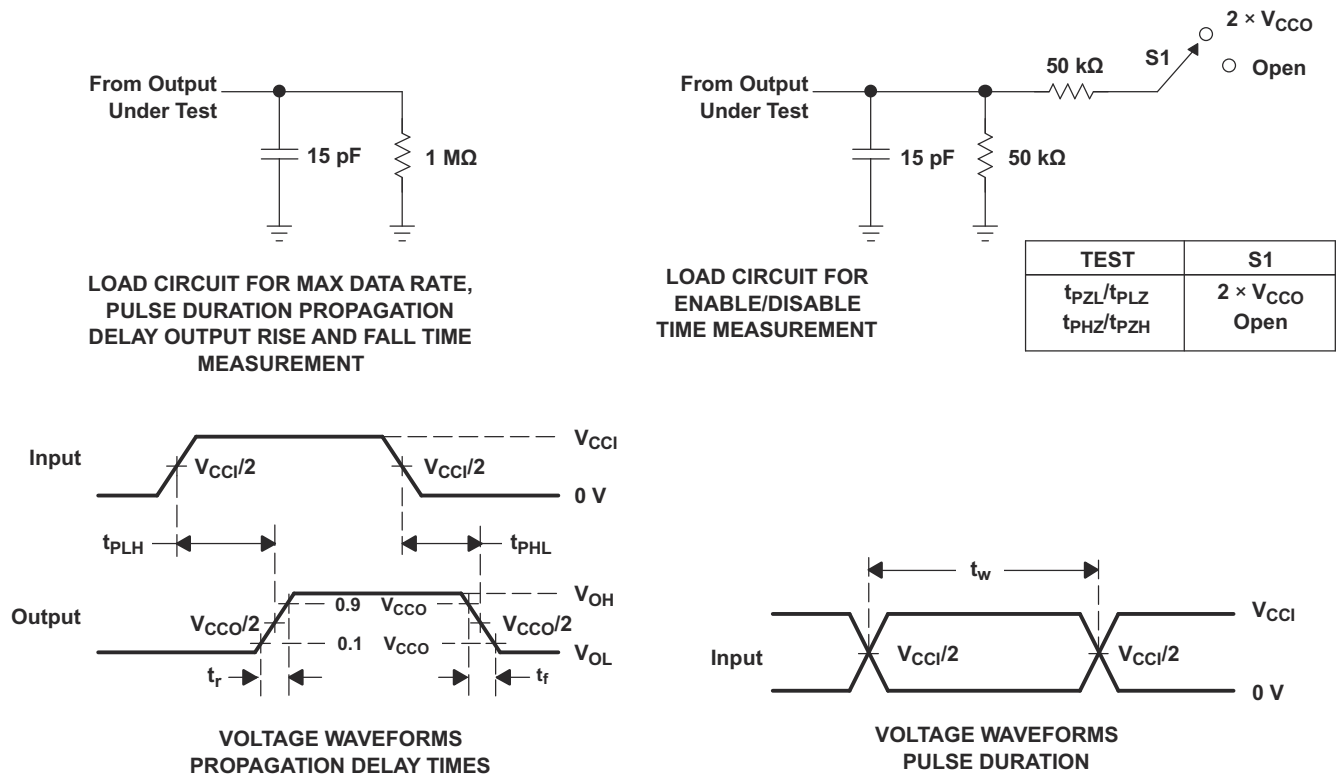 From Output
Under Test
15 pF
1 MΩ
LOAD CIRCUIT FOR MAX DATA RATE,
PULSE DURATION PROPAGATION
DELAY OUTPUT RISE AND FALL TIME
MEASUREMENT
From Output
Under Test
15 pF
50 kΩ
50 kΩ
S1
2 × VCCO
Open
LOAD CIRCUIT FOR
ENABLE/DISABLE
TIME MEASUREMENT
TEST S1
tPZL/tPLZ 2 × VCCO
tPHZ/tPZH Open
Input
VCCI/2
VCCI/2
VCCI
0 V
tPLH
tPHL
Output
VCCO/2
0.9 VCCO
0.1 VCCO
VCCO/2
VOH
VOL
tr
tf
VOLTAGE WAVEFORMS
PROPAGATION DELAY TIMES
tw
Input
VCCI/2
VCCI/2
VCCI
0 V
VOLTAGE WAVEFORMS
PULSE DURATION